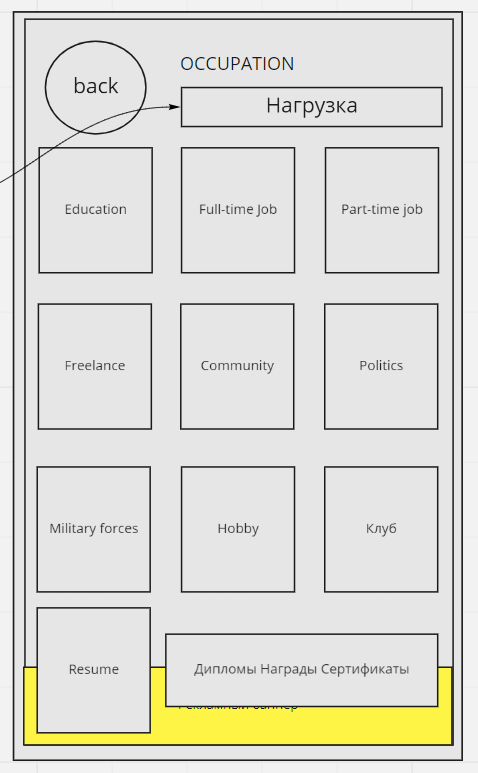 back
OCCUPATION
Нагрузка
Education
Full-time Job
Part-time job
Freelance
Community
Politics
Military forces
Hobby
Клуб
Resume
Дипломы Награды Сертификаты